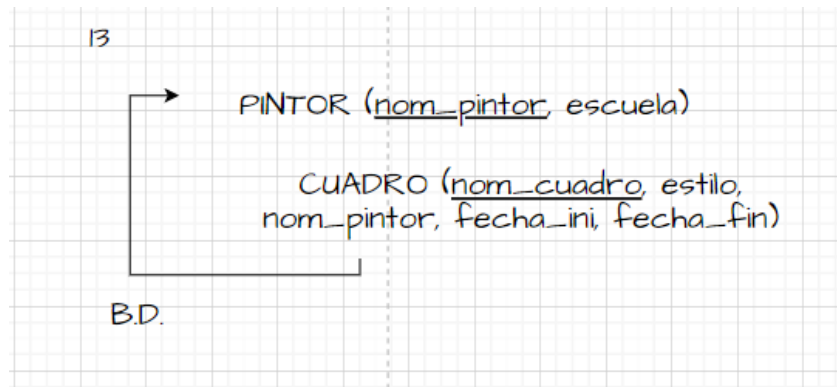 13
PINTOR (nom_pintor, escuela)
CUADRO (nom_cuadro, estilo,
nom_pintor, fecha_ini, fecha_fin)
B.D.